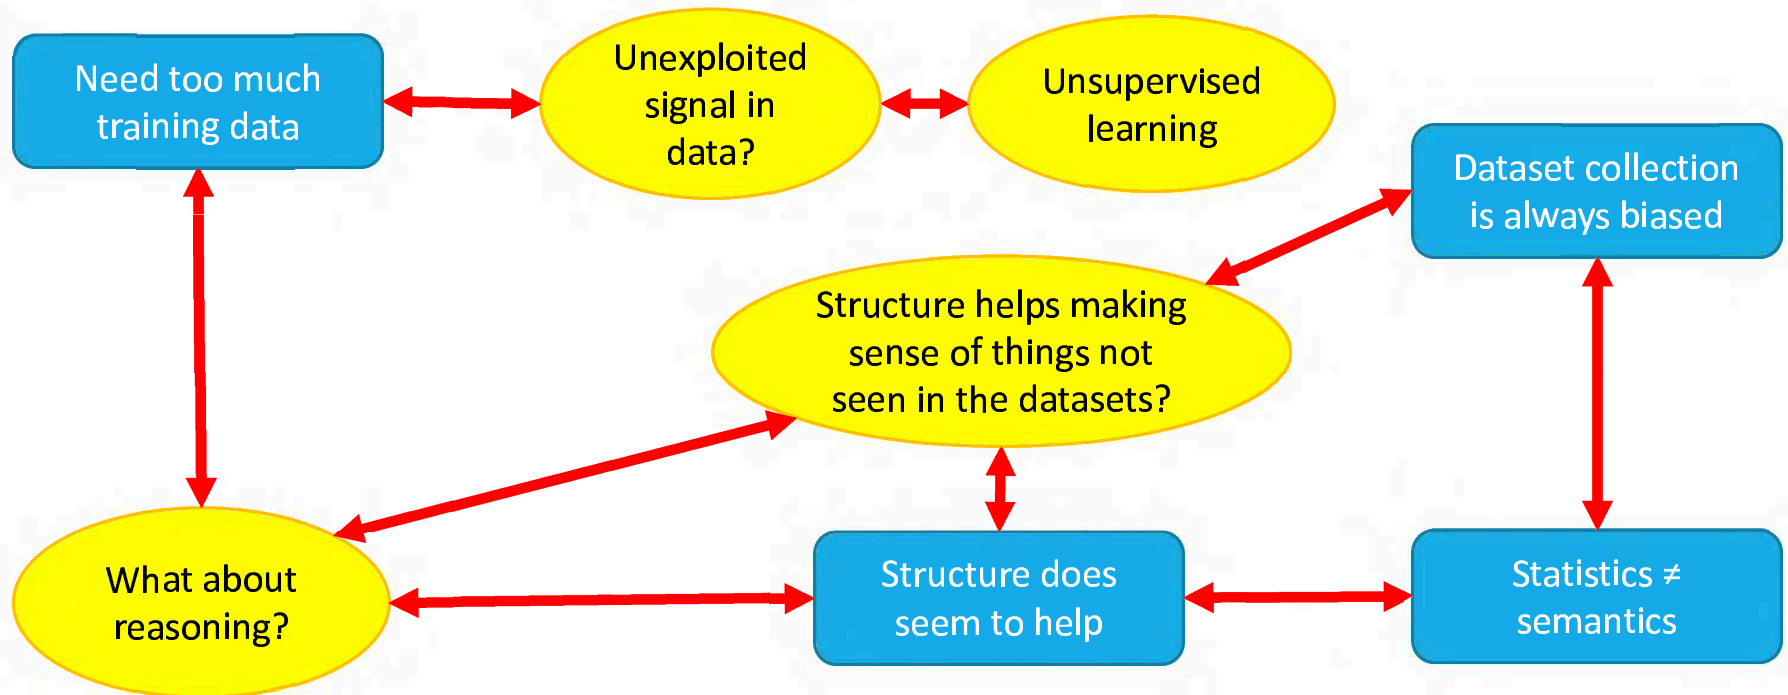 Need too much
training data
Unexploited
signal in
data?
Unsupervised
learning
Dataset collection
is always biased
Structure helps making
sense of things not
seen in the datasets?
What about
reasoning?
Structure does
seem to help
Statistics ≠
semantics